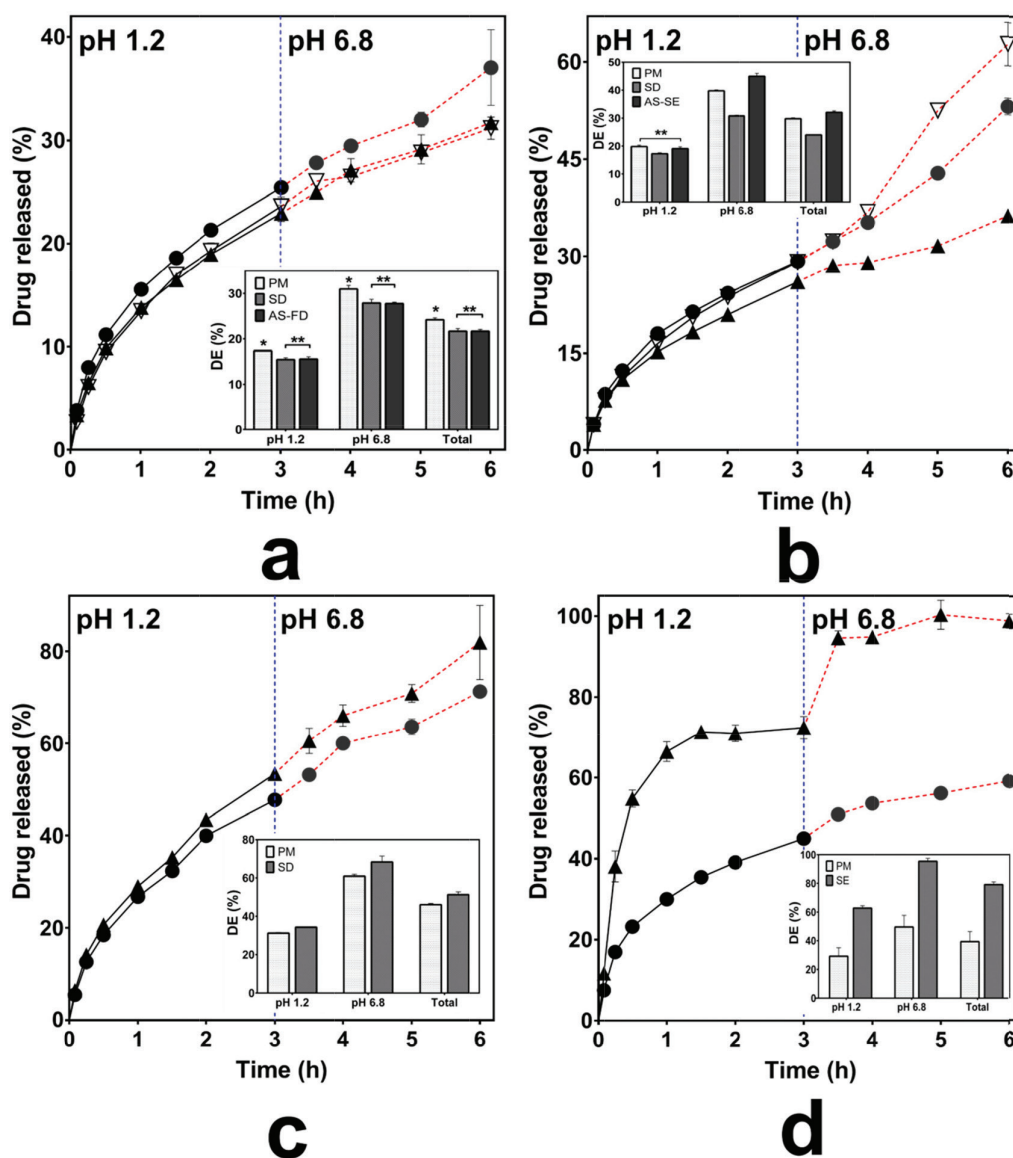 pH 1.2 pH 6.8
Drug released (%)
40
30
20
10
0
0 1 2 3 4 5 6
Time (h)
PM
SD
AS-FD
DE (%)
30
15
0
* ** * ** * **
pH 1.2 pH 6.8 Total
a
pH 1.2 pH 6.8
Drug released (%)
60
45
30
15
0
0 1 2 3 4 5 6
Time (h)
PM
SD
AS-SE
DE (%)
50
40
30
20
10
0
**
pH 1.2 pH 6.8 Total
b
pH 1.2 pH 6.8
Drug released (%)
80
60
40
20
0
0 1 2 3 4 5 6
Time (h)
PM
SD
DE (%)
60
40
20
0
pH 1.2 pH 6.8 Total
c
pH 1.2 pH 6.8
Drug released (%)
100
80
60
40
20
0
0 1 2 3 4 5 6
Time (h)
PM
SE
DE (%)
100
80
60
40
20
0
pH 1.2 pH 6.8 Total
d